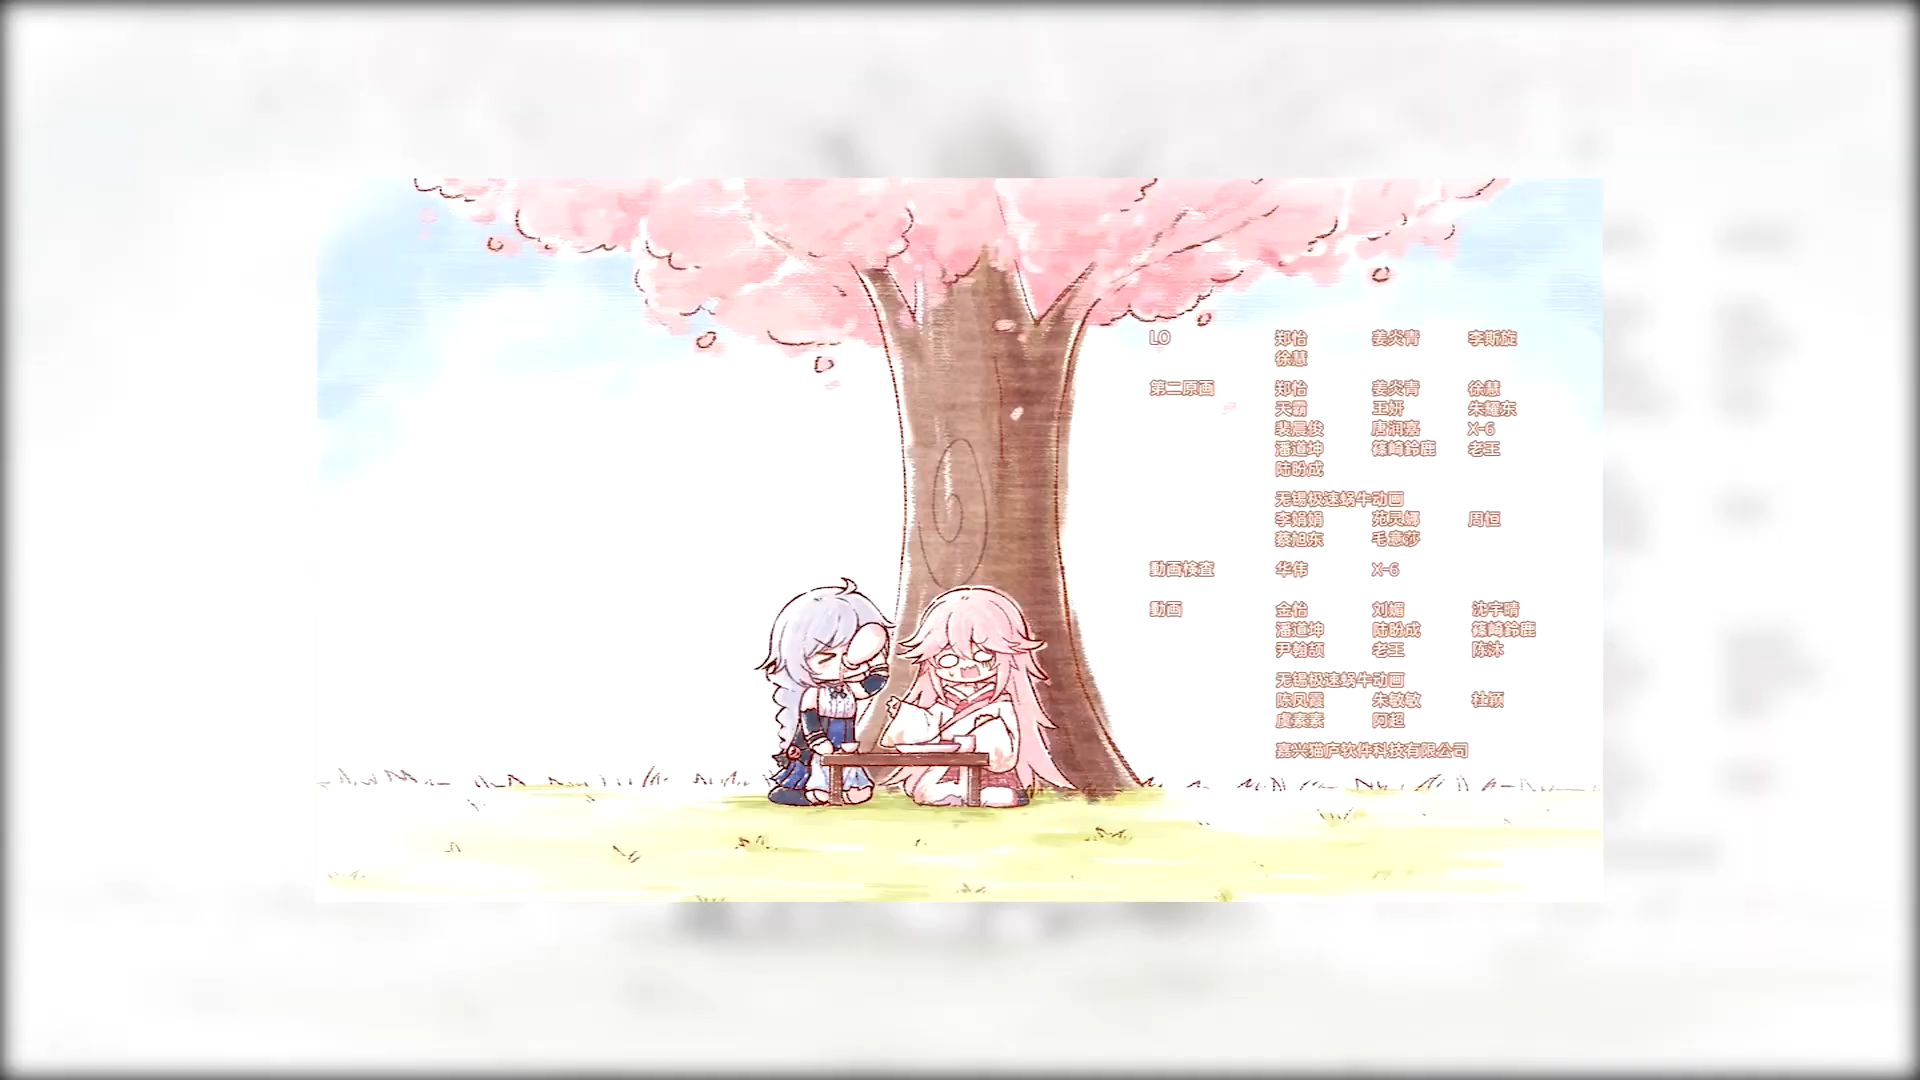 LO 郑怡 姜炎青 李斯旋
徐慧
第二原画 郑怡 姜炎青 徐慧
天霸 王妍 朱耀东
裴晨俊 唐润嘉 X-6
潘道坤 篠崎鈴鹿 老王
陆盼成
无锡极速蜗牛动画
李娟娟 苑灵娜 周恒
蔡旭东 毛意莎
動画検査 华伟 X-6
動画 金怡 刘媚 沈宇晴
潘道坤 陆盼成 篠崎鈴鹿
尹翰颉 老王 陈沐
无锡极速蜗牛动画
陈凤霞 朱敏敏 杜颖
虞素素 阿超
嘉兴猫庐软件科技有限公司